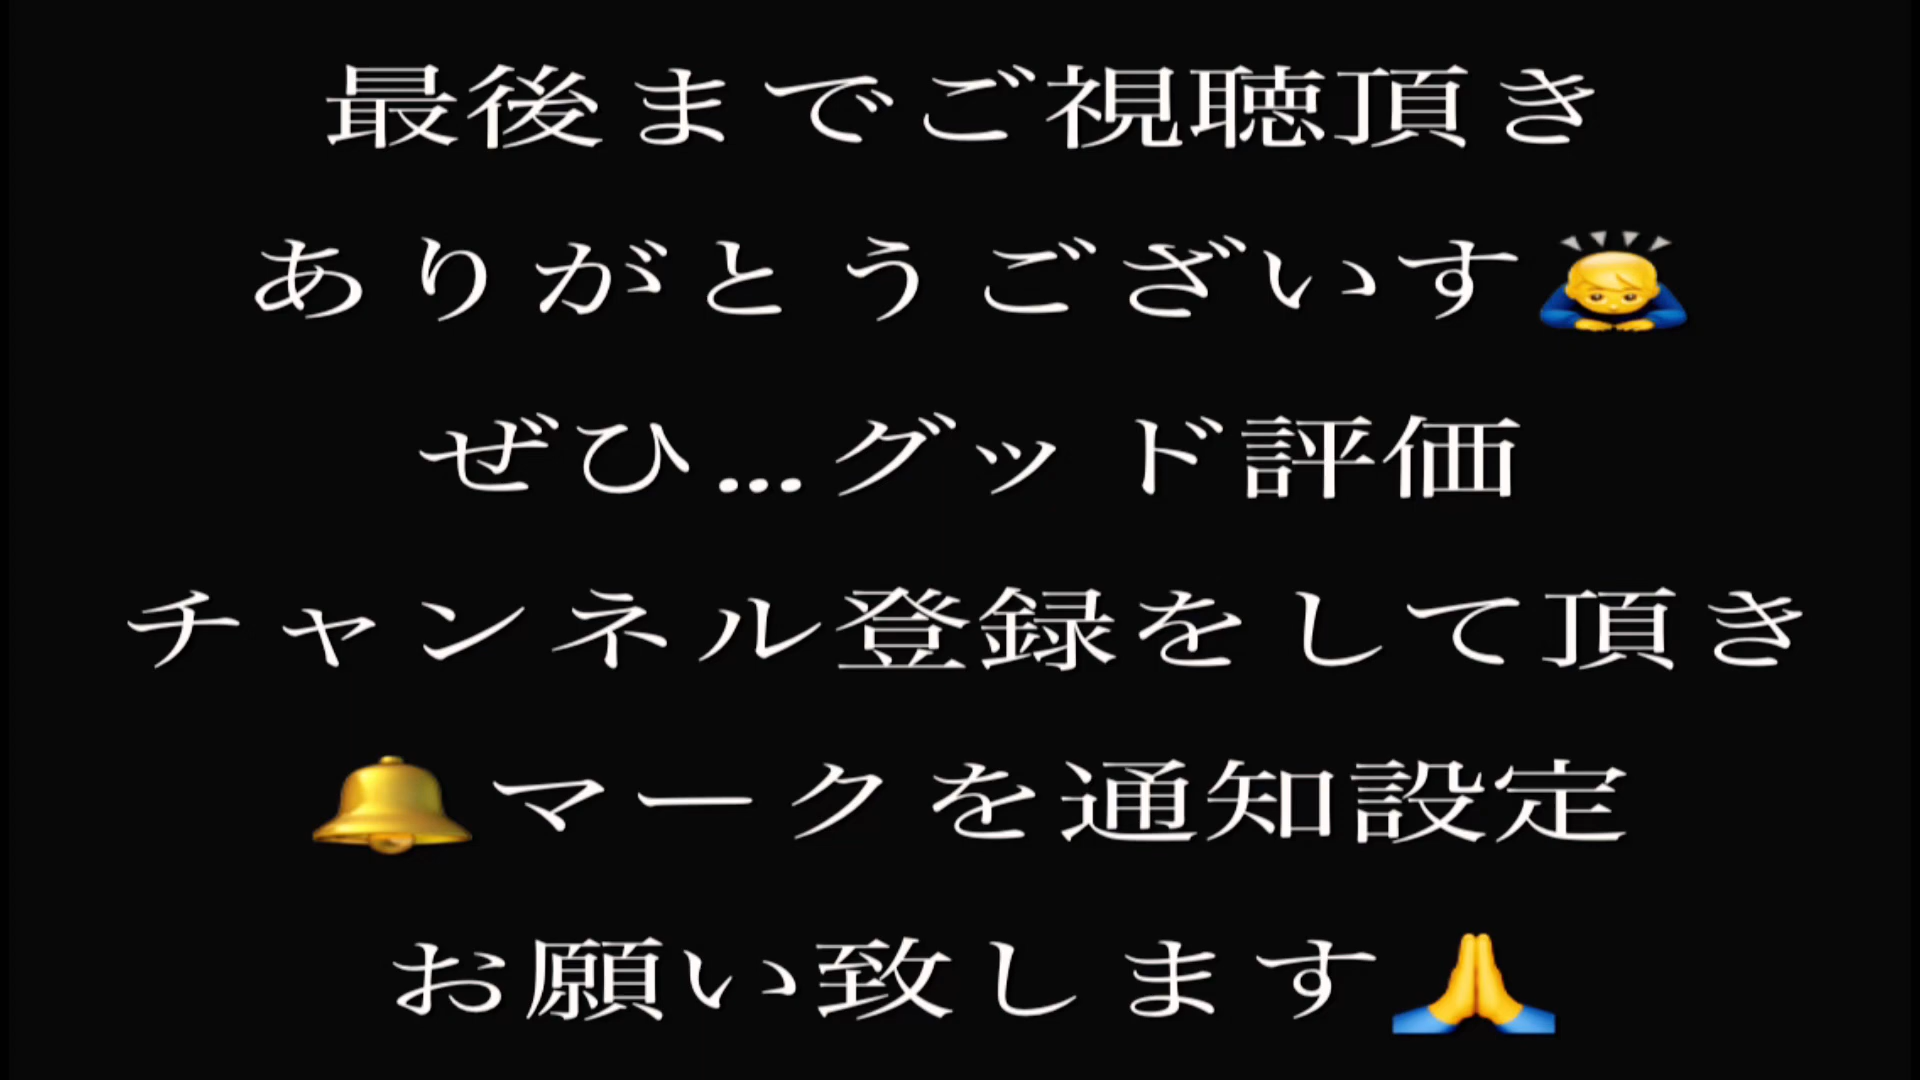 最後までご視聴頂き
ありがとうございす🙇‍♂️
ぜひ...グッド評価
チャンネル登録をして頂き
🔔マークを通知設定
お願い致します🙏